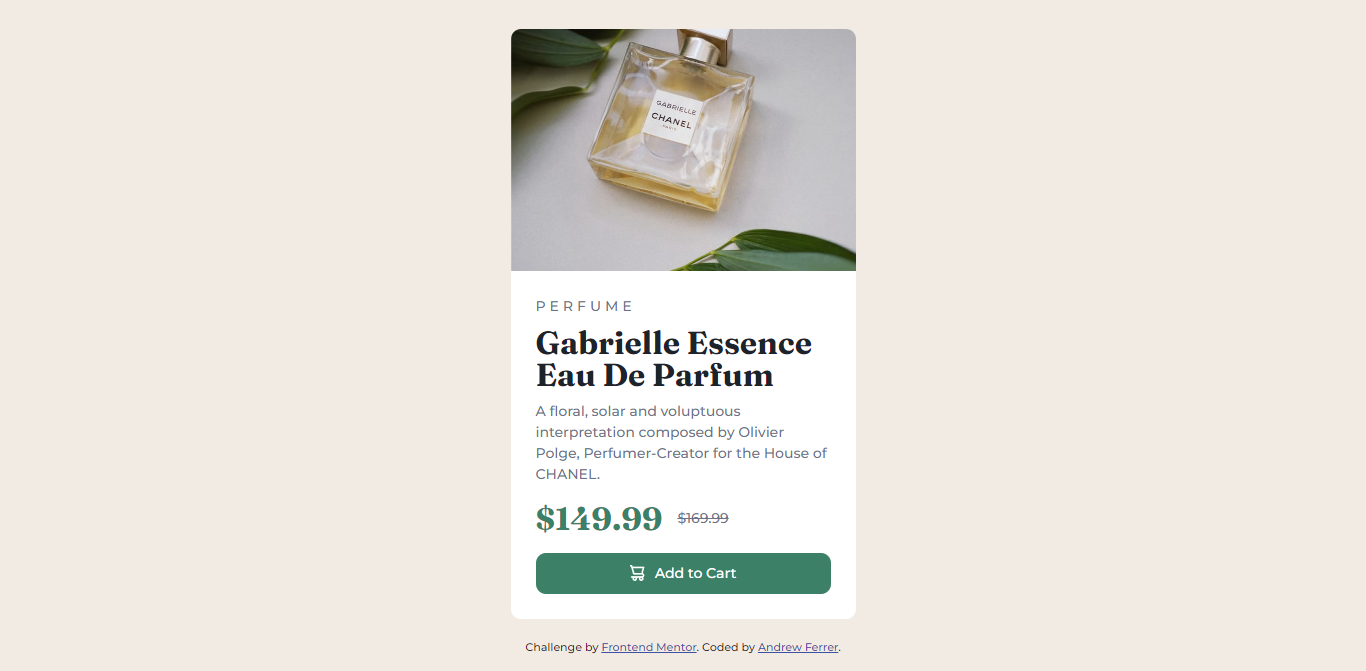 GABRIELLE
CHANEL
PARIS
PERFUME
Gabrielle Essence
Eau De Parfum
A floral, solar and voluptuous
interpretation composed by Olivier
Polge, Perfumer-Creator for the House of
CHANEL.
$149.99 $169.99
Add to Cart
Challenge by Frontend Mentor. Coded by Andrew Ferrer.